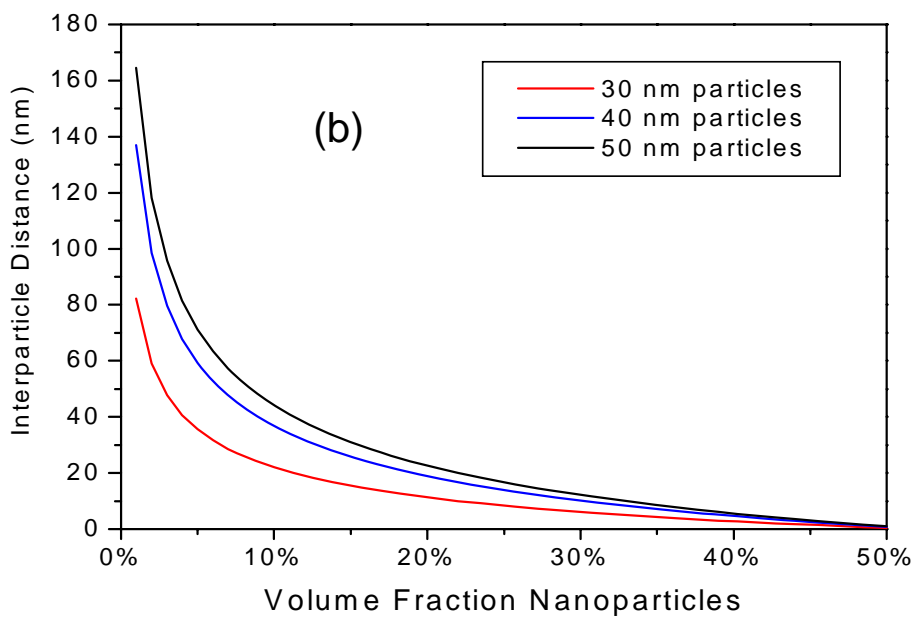 180
160
140
120
100
80
60
40
20
0
Interparticle Distance (nm)
(b)
30 nm particles
40 nm particles
50 nm particles
0% 10% 20% 30% 40% 50%
Volume Fraction Nanoparticles